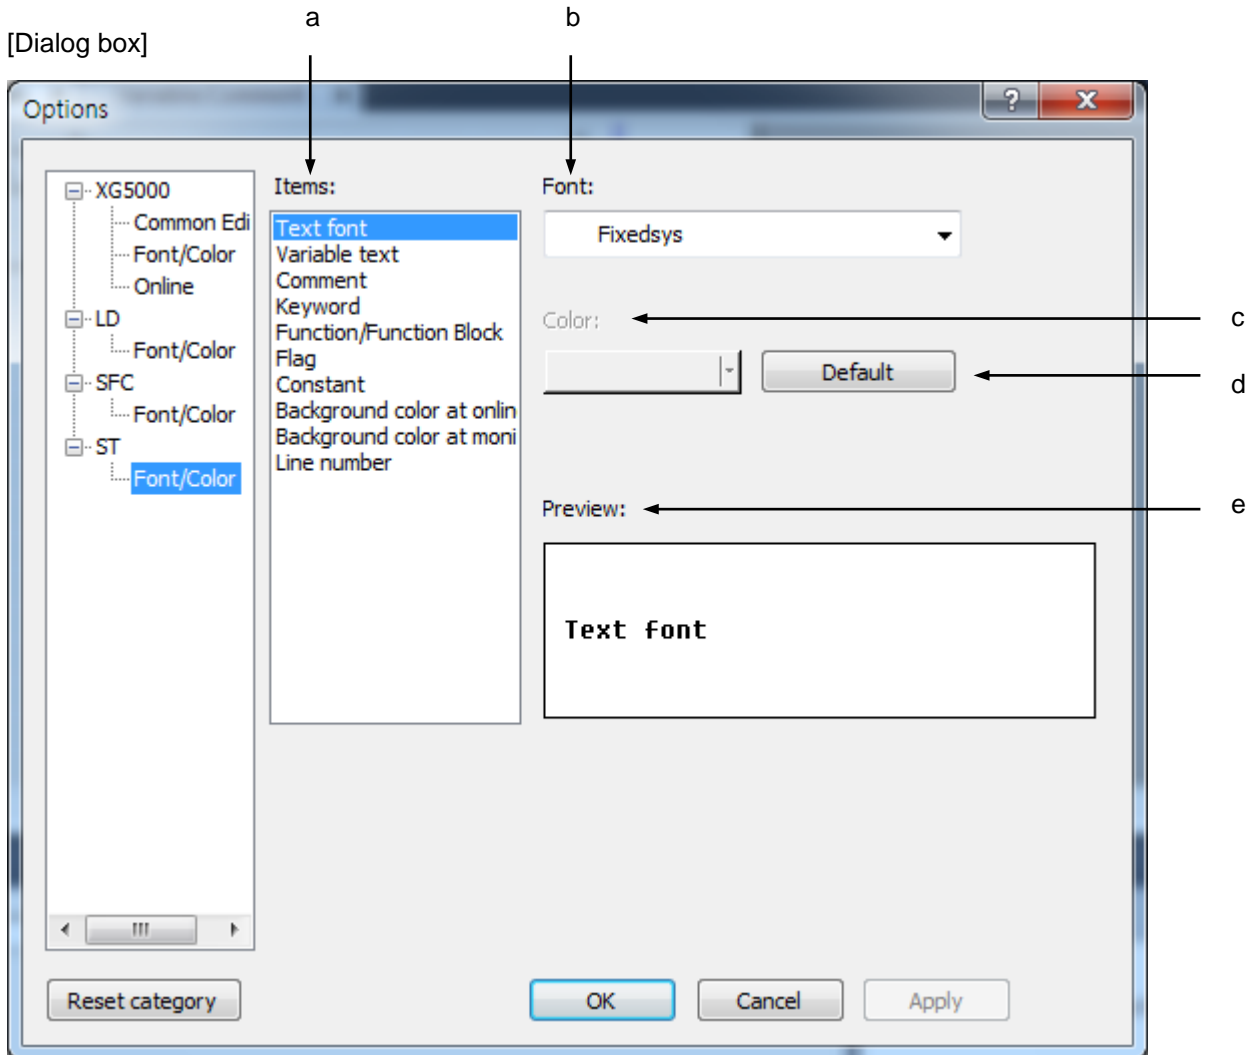 a
b
[Dialog box]
Options
?
x
XG5000
Common Edi
Font/Color
Online
LD
Font/Color
SFC
Font/Color
ST
Font/Color
Reset category
Items:
Text font
Variable text
Comment
Keyword
Function/Function Block
Flag
Constant
Background color at onlin
Background color at moni
Line number
Font:
Fixedsys
Color:
c
Default
d
Preview:
e
Text font
OK
Cancel
Apply